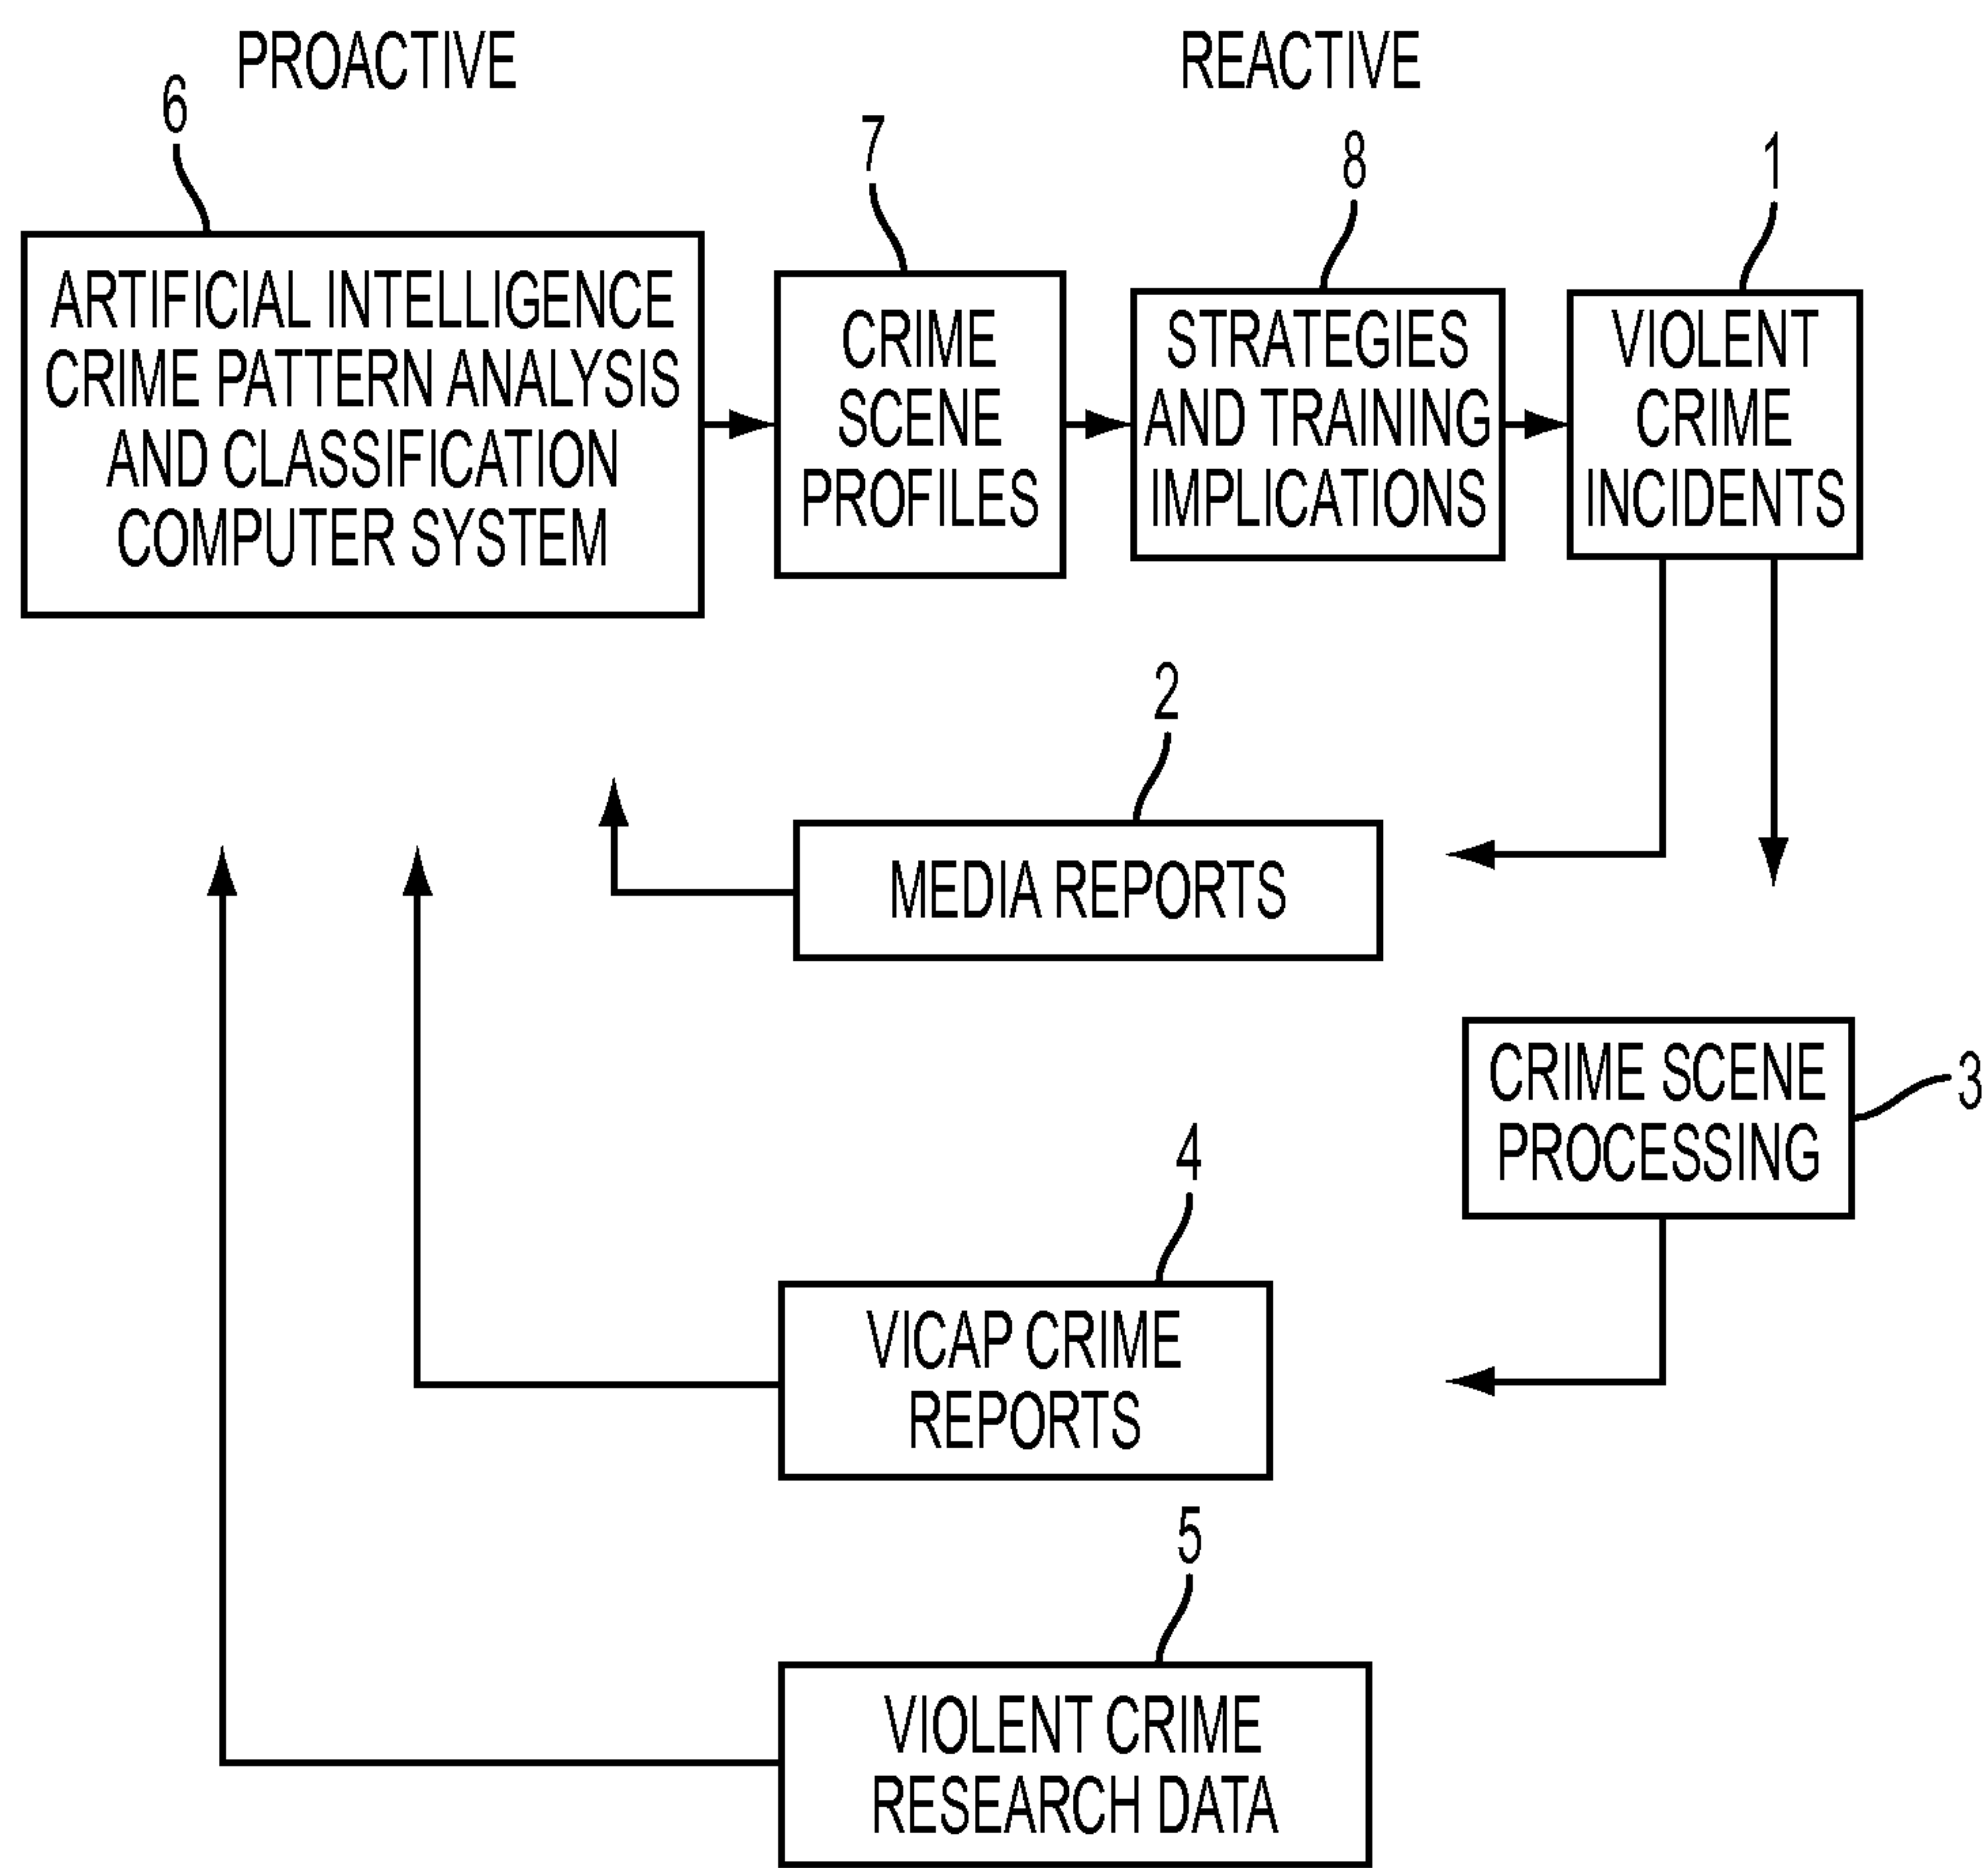 PROACTIVE
REACTIVE
6
7
8
1
ARTIFICIAL INTELLIGENCE
CRIME PATTERN ANALYSIS
AND CLASSIFICATION
COMPUTER SYSTEM
CRIME
SCENE
PROFILES
STRATEGIES
AND TRAINING
IMPLICATIONS
VIOLENT
CRIME
INCIDENTS
2
MEDIA REPORTS
CRIME SCENE
PROCESSING
3
4
VICAP CRIME
REPORTS
5
VIOLENT CRIME
RESEARCH DATA